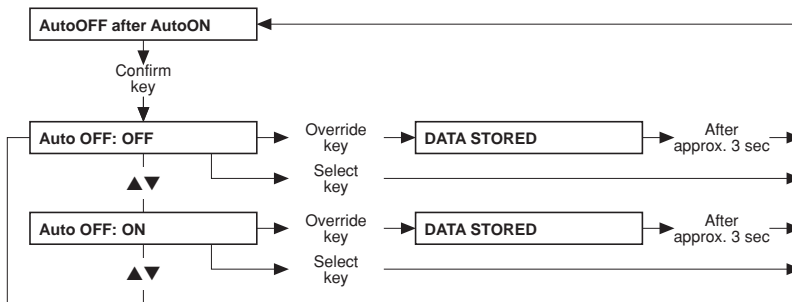 AutoOFF after AutoON
Confirm
key
Auto OFF: OFF
Override
key
DATA STORED
After
approx. 3 sec
Select
key
▲▼
Auto OFF: ON
Override
key
DATA STORED
After
approx. 3 sec
Select
key
▲▼